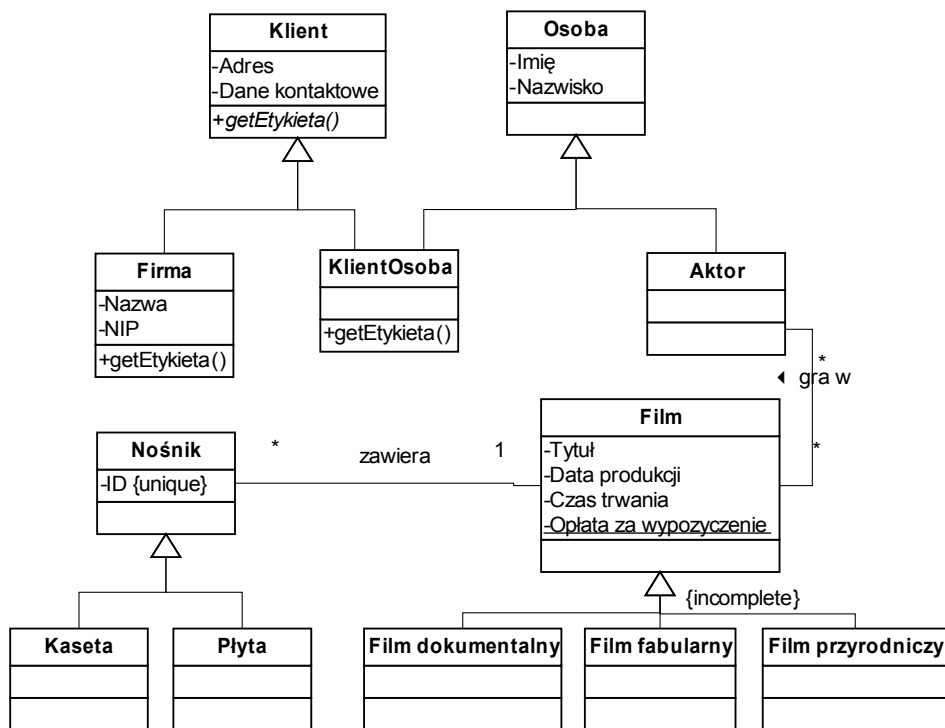 Klient
-Adres
-Dane kontaktowe
+getEtykieta()
Osoba
-Imię
-Nazwisko
Firma
-Nazwa
-NIP
+getEtykieta()
KlientOsoba
+getEtykieta()
Aktor
*
gra w
*
Nośnik
-ID {unique}
*
zawiera
1
Film
-Tytuł
-Data produkcji
-Czas trwania
-Opłata za wypozyczenie
{incomplete}
Kaseta
Płyta
Film dokumentalny
Film fabularny
Film przyrodniczy